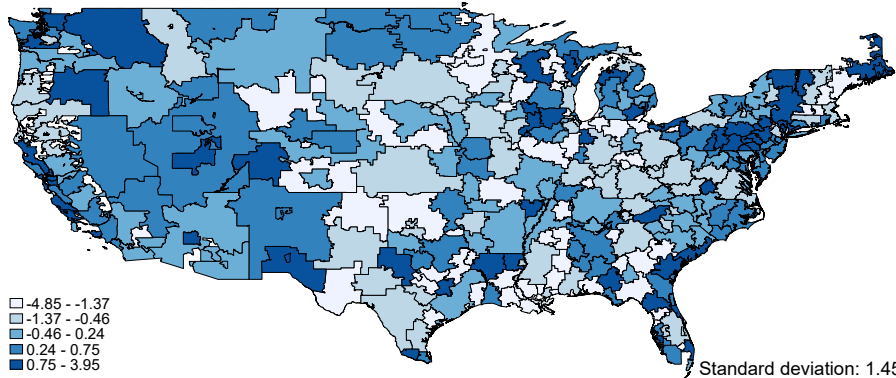 -4.85 - -1.37
-1.37 - -0.46
-0.46 - 0.24
0.24 - 0.75
0.75 - 3.95
Standard deviation: 1.45